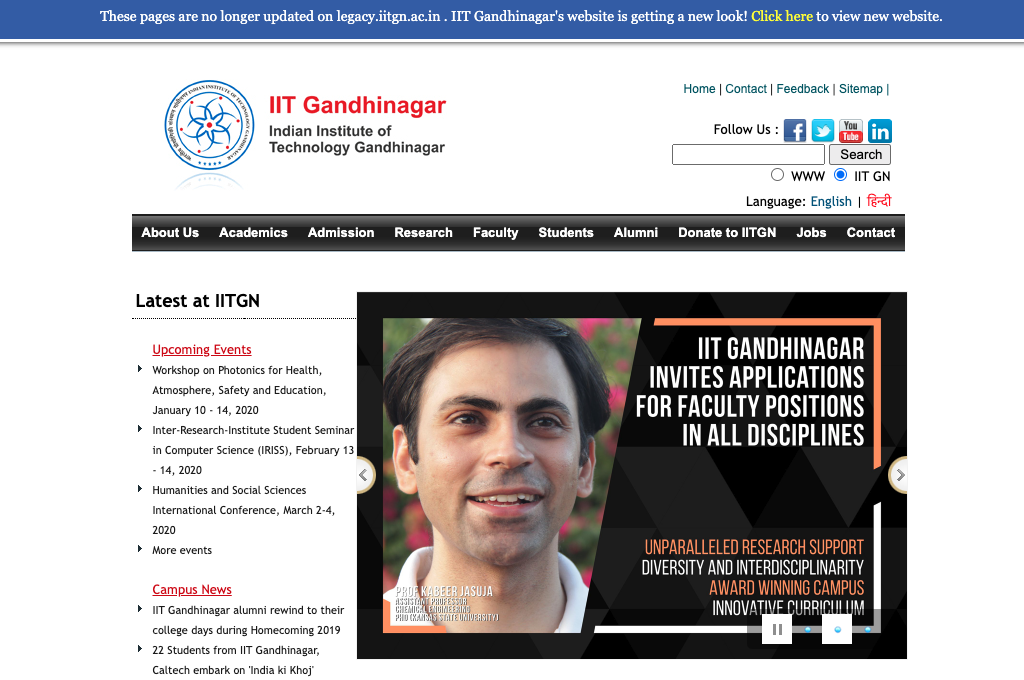 These pages are no longer updated on legacy.iitgn.ac.in . IIT Gandhinagar's website is getting a new look! Click here to view new website.
Home | Contact | Feedback | Sitemap |
IIT Gandhinagar
Indian Institute of
Technology Gandhinagar
Follow Us :
You
Tube
in
Search
WWW IIT GN
Language: English | हिन्दी
About Us Academics Admission Research Faculty Students Alumni Donate to IITGN Jobs Contact
Latest at IITGN
Upcoming Events
Workshop on Photonics for Health,
Atmosphere, Safety and Education,
January 10 - 14, 2020
Inter-Research-Institute Student Seminar
in Computer Science (IRISS), February 13
- 14, 2020
Humanities and Social Sciences
International Conference, March 2-4,
2020
More events
Campus News
IIT Gandhinagar alumni rewind to their
college days during Homecoming 2019
22 Students from IIT Gandhinagar,
Caltech embark on 'India ki Khoj'
IIT GANDHINAGAR
INVITES APPLICATIONS
FOR FACULTY POSITIONS
IN ALL DISCIPLINES
UNPARALLELED RESEARCH SUPPORT
DIVERSITY AND INTERDISCIPLINARITY
AWARD WINNING CAMPUS
INNOVATIVE CURRICULUM
PROF KABEER JASUJA
ASSISTANT PROFESSOR
CHEMICAL ENGINEERING
PHD (KANSAS STATE UNIVERSITY)